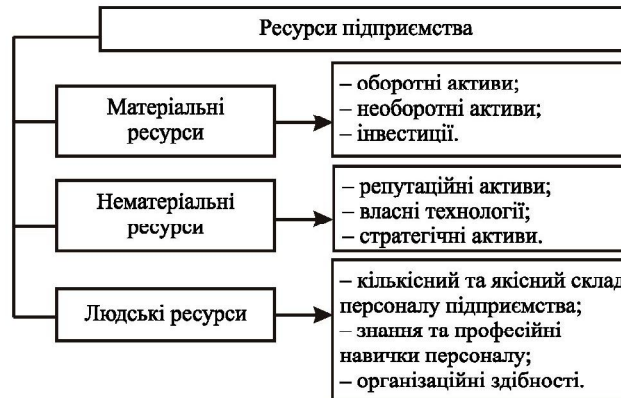 Ресурси підприємства
Матеріальні
ресурси
– оборотні активи;
– необоротні активи;
– інвестиції.
Нематеріальні
ресурси
– репутаційні активи;
– власні технології;
– стратегічні активи.
Людські ресурси
– кількісний та якісний склад
персоналу підприємства;
– знання та професійні
навички персоналу;
– організаційні здібності.